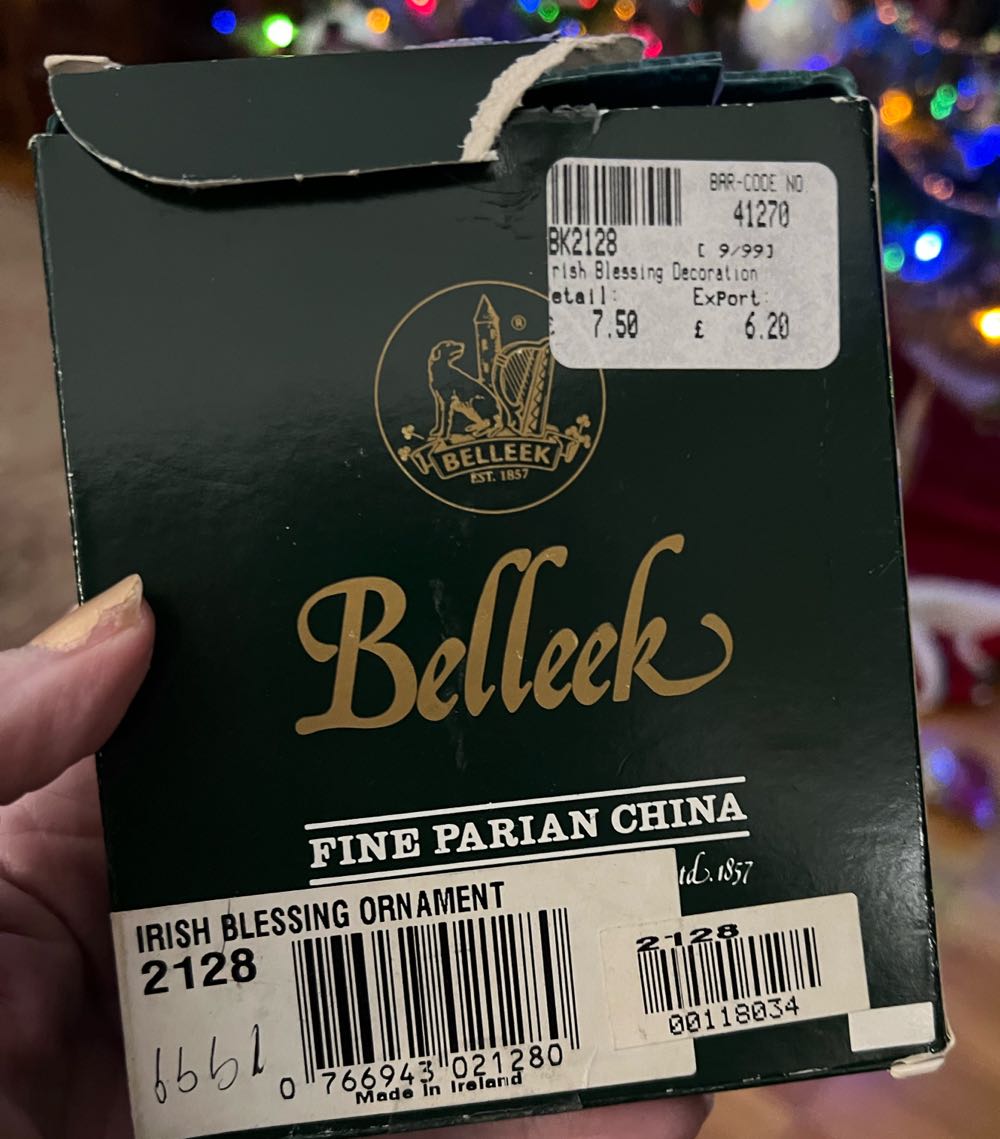 BAR-CODE NO
41270
BK2128 [ 9/99]
rish Blessing Decoration
etail: Export:
£ 7.50 £ 6.20
®
BELLEEK
EST. 1857
Belleek
FINE PARIAN CHINA
td. 1857
IRISH BLESSING ORNAMENT
2128
1999
0 766943 021280
Made in Ireland
2128
00118034